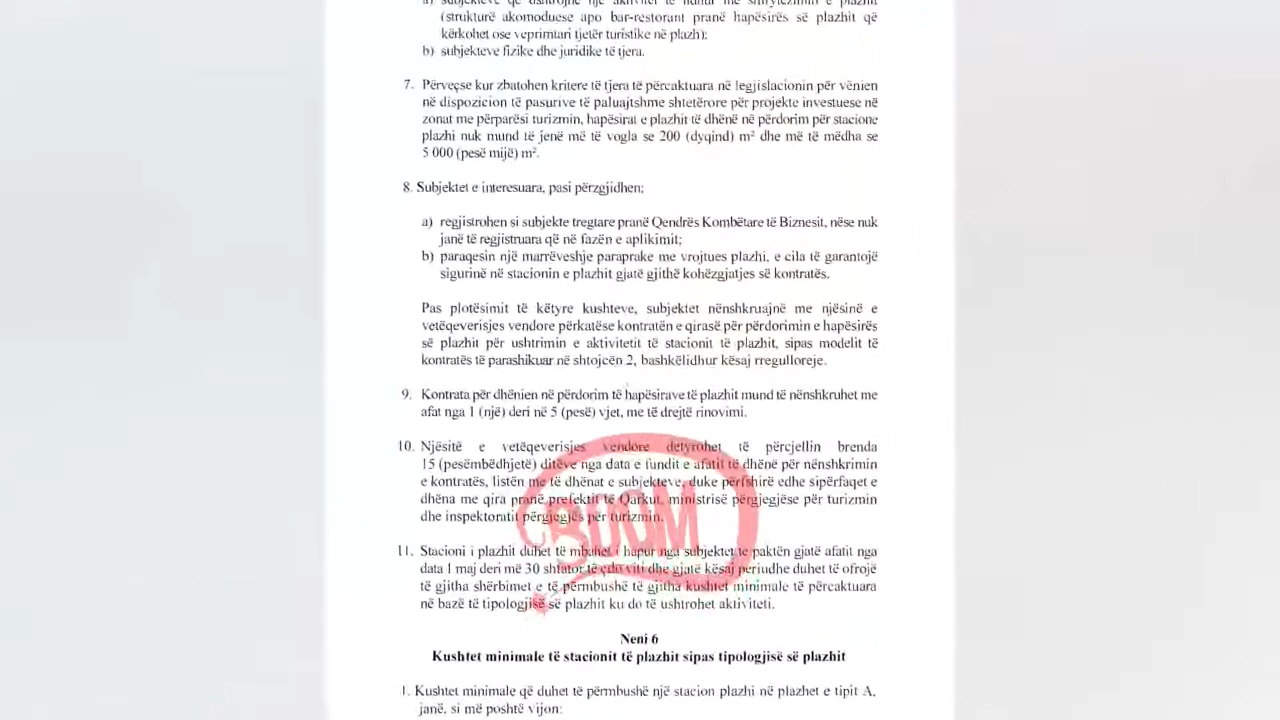 a) subjekteve që ushtrojnë një aktivitet të lidhur me shfrytëzimin e plazhit
(strukturë akomoduese apo bar-restorant pranë hapësirës së plazhit që
kërkohet ose veprimtari tjetër turistike në plazh);
b) subjekteve fizike dhe juridike të tjera.
7. Përveçse kur zbatohen kritere të tjera të përcaktuara në legjislacionin për vënien
në dispozicion të pasurive të paluajtshme shtetërore për projekte investuese në
zonat me përparësi turizmin, hapësirat e plazhit të dhënë në përdorim për stacione
plazhi nuk mund të jenë më të vogla se 200 (dyqind) m² dhe më të mëdha se
5 000 (pesë mijë) m².
8. Subjektet e interesuara, pasi përzgjidhen;
a) regjistrohen si subjekte tregtare pranë Qendrës Kombëtare të Biznesit, nëse nuk
janë të regjistruara që në fazën e aplikimit;
b) paraqesin një marrëveshje paraprake me vrojtues plazhi, e cila të garantojë
sigurinë në stacionin e plazhit gjatë gjithë kohëzgjatjes së kontratës.
Pas plotësimit të këtyre kushteve, subjektet nënshkruajnë me njësinë e
vetëqeverisjes vendore përkatëse kontratën e qirasë për përdorimin e hapësirës
së plazhit për ushtrimin e aktivitetit të stacionit të plazhit, sipas modelit të
kontratës të parashikuar në shtojcën 2, bashkëlidhur kësaj rregulloreje.
9. Kontrata për dhënien në përdorim të hapësirave të plazhit mund të nënshkruhet me
afat nga 1 (një) deri në 5 (pesë) vjet, me të drejtë rinovimi.
10. Njësitë e vetëqeverisjes vendore detyrohet të përcjellin brenda
15 (pesëmbëdhjetë) ditëve nga data e fundit e afatit të dhënë për nënshkrimin
e kontratës, listën me të dhënat e subjekteve, duke përfshirë edhe sipërfaqet e
dhëna me qira pranë prefektit të Qarkut, ministrisë përgjegjëse për turizmin
dhe inspektoratit përgjegjës për turizmin.
BOOM
11. Stacioni i plazhit duhet të mbahet i hapur nga subjektet të paktën gjatë afatit nga
data 1 maj deri më 30 shtator të çdo viti dhe gjatë kësaj periudhe duhet të ofrojë
të gjitha shërbimet e të përmbushë të gjitha kushtet minimale të përcaktuara
në bazë të tipologjisë së plazhit ku do të ushtrohet aktiviteti.
Neni 6
Kushtet minimale të stacionit të plazhit sipas tipologjisë së plazhit
1. Kushtet minimale që duhet të përmbushë një stacion plazhi në plazhet e tipit A,
janë, si më poshtë vijon: